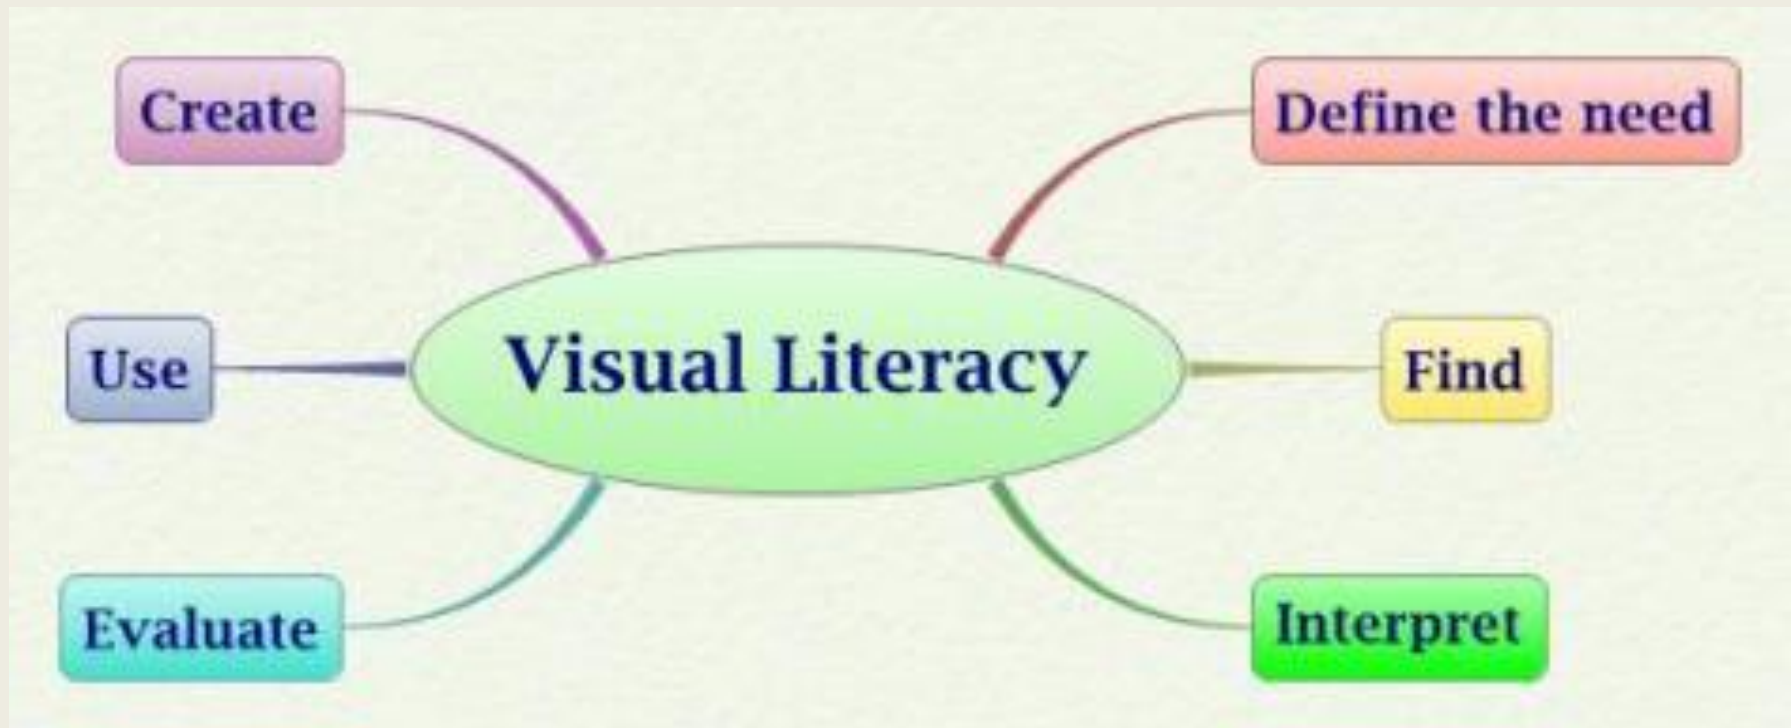 Create
Define the need
Use
Visual Literacy
Find
Evaluate
Interpret